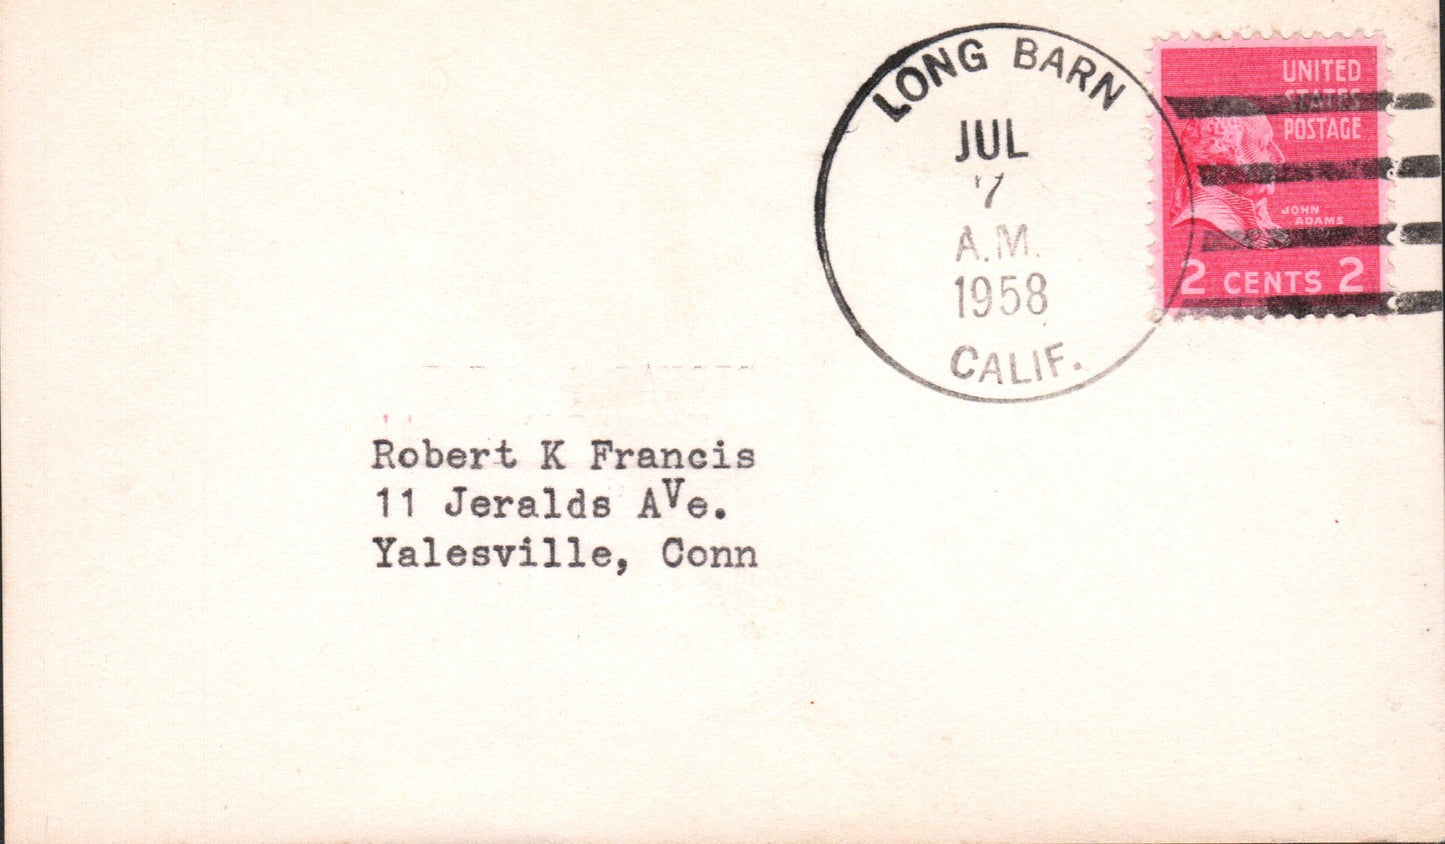 LONG BARN
JUL
7
A.M.
1958
CALIF.
UNITED
STATES
POSTAGE
JOHN
ADAMS
2 CENTS 2
Robert K Francis
11 Jeralds AVe.
Yalesville, Conn